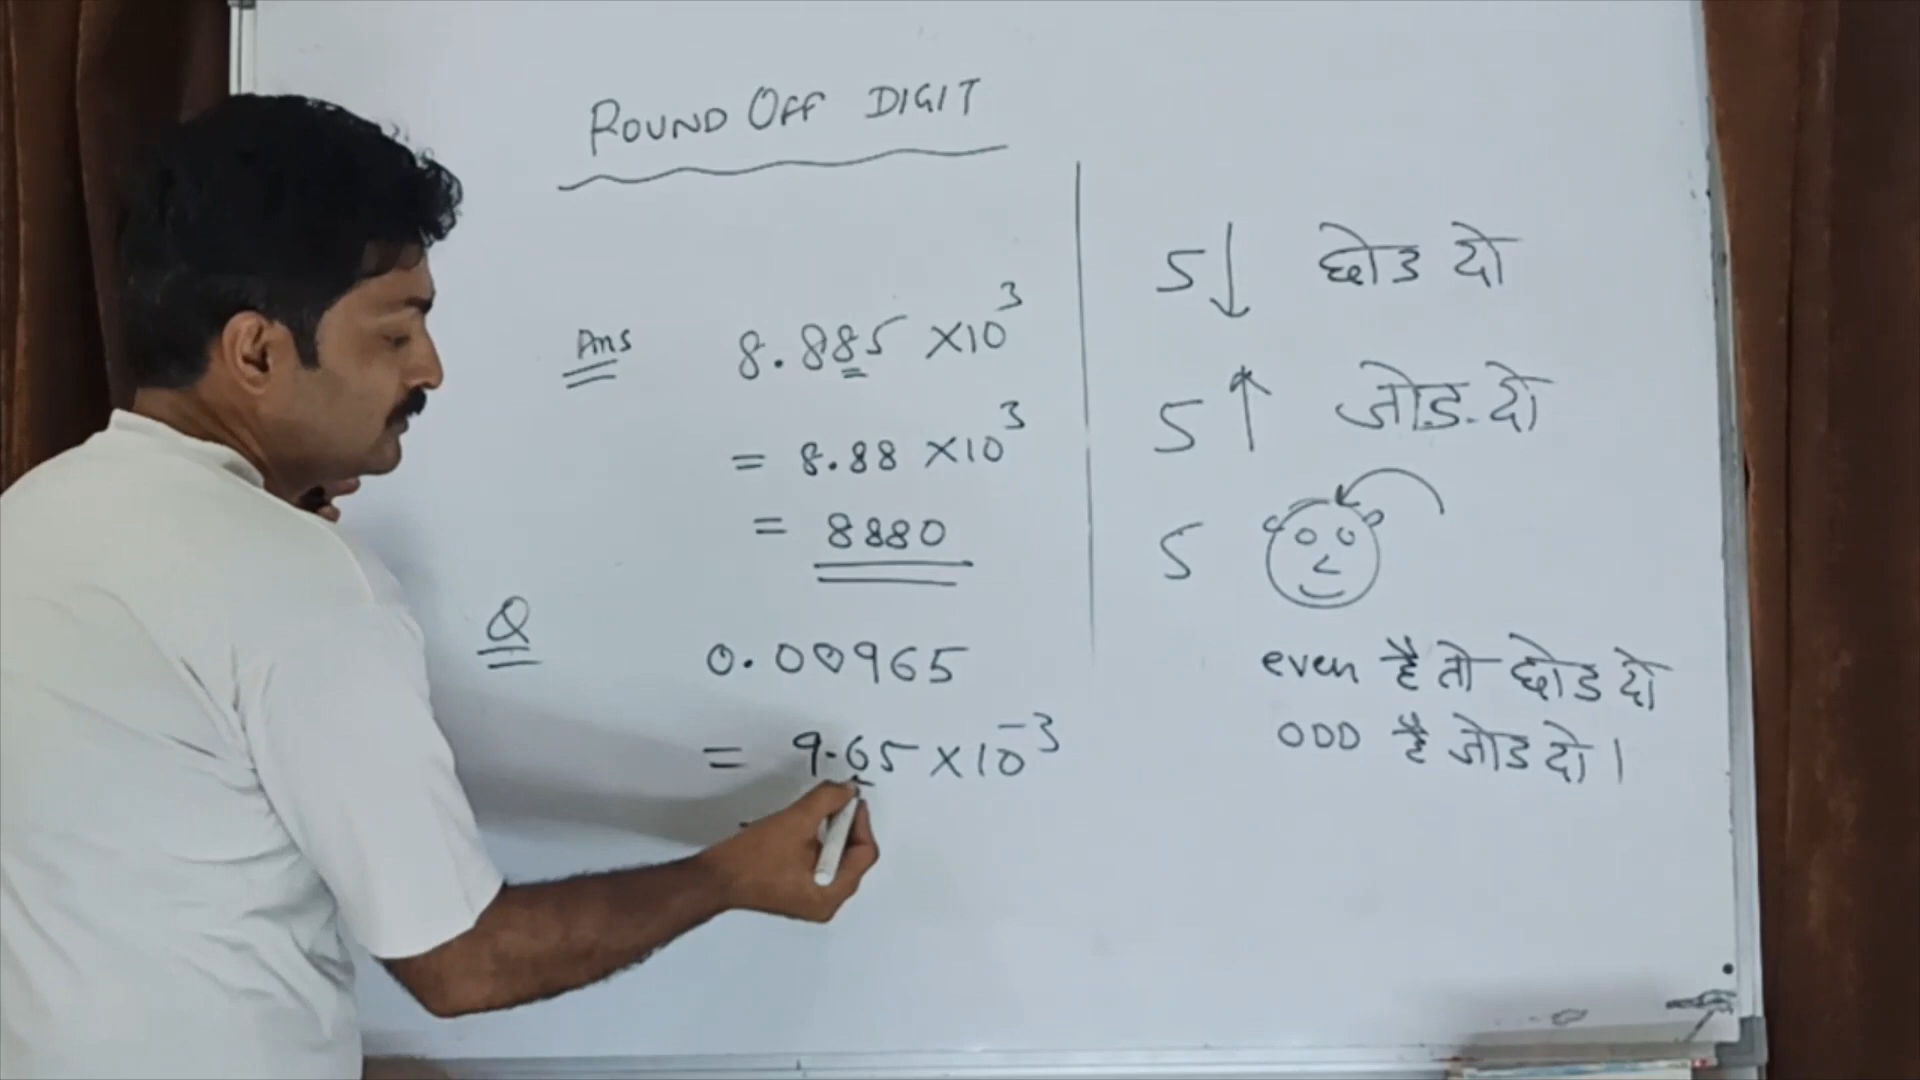 ROUND OFF DIGIT
Ans 8.885 ×10³
= 8.88 ×10³
= 8880
Q 0.00965
= 9.65 ×10⁻³
5↓ छोड दो
5↑ जोड.दो
5
even है तो छोड दो
ODD है जोड दो।